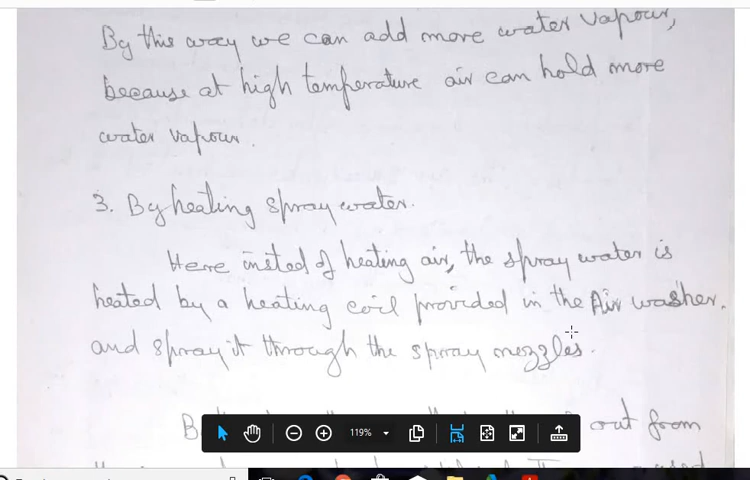 By this way we can add more water vapour,
because at high temperature air can hold more
water vapour.
3. By heating spray water.
Here insted of heating air, the spray water is
heated by a heating coil provided in the Air washer.
and spray it through the spray nozzles.
119%
out from